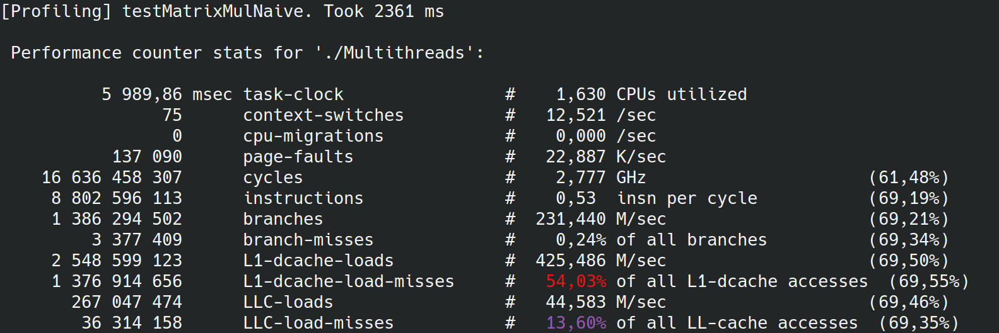 [Profiling] testMatrixMulNaive. Took 2361 ms
Performance counter stats for './Multithreads':
5 989,86 msec task-clock # 1,630 CPUs utilized
75 context-switches # 12,521 /sec
0 cpu-migrations # 0,000 /sec
137 090 page-faults # 22,887 K/sec
16 636 458 307 cycles # 2,777 GHz (61,48%)
8 802 596 113 instructions # 0,53 insn per cycle (69,19%)
1 386 294 502 branches # 231,440 M/sec (69,21%)
3 377 409 branch-misses # 0,24% of all branches (69,34%)
2 548 599 123 L1-dcache-loads # 425,486 M/sec (69,50%)
1 376 914 656 L1-dcache-load-misses # 54,03% of all L1-dcache accesses (69,55%)
267 047 474 LLC-loads # 44,583 M/sec (69,46%)
36 314 158 LLC-load-misses # 13,60% of all LL-cache accesses (69,35%)